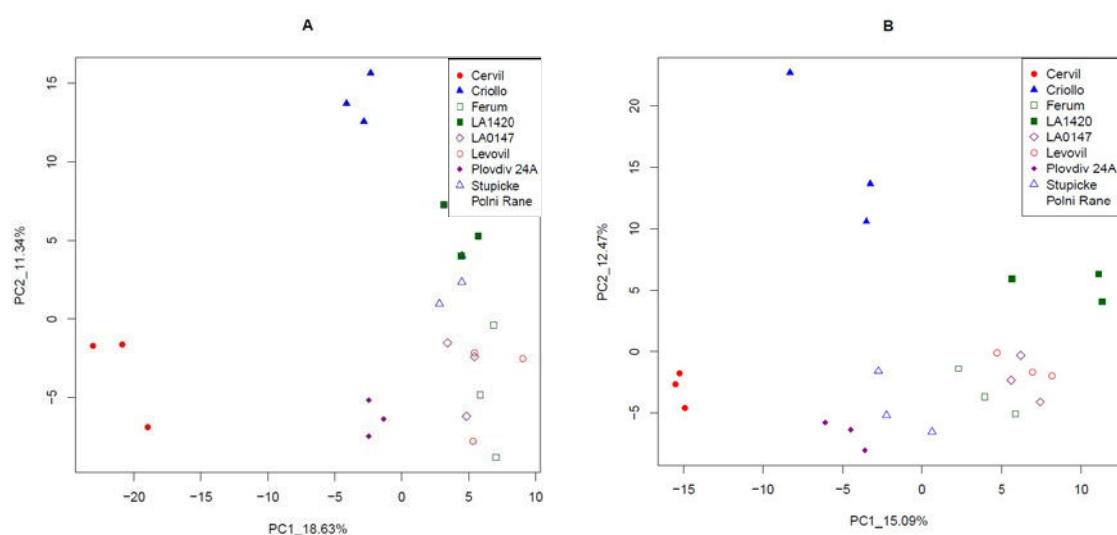 A
15
10
5
0
−5
PC2_11.34%
−20
−15
−10
−5
0
5
10
PC1_18.63%
Cervil
Criollo
Ferum
LA1420
LA0147
Levovil
Plovdiv 24A
Stupicke
Polni Rane
B
20
15
10
5
0
−5
PC2_12.47%
−15
−10
−5
0
5
10
PC1_15.09%
Cervil
Criollo
Ferum
LA1420
LA0147
Levovil
Plovdiv 24A
Stupicke
Polni Rane